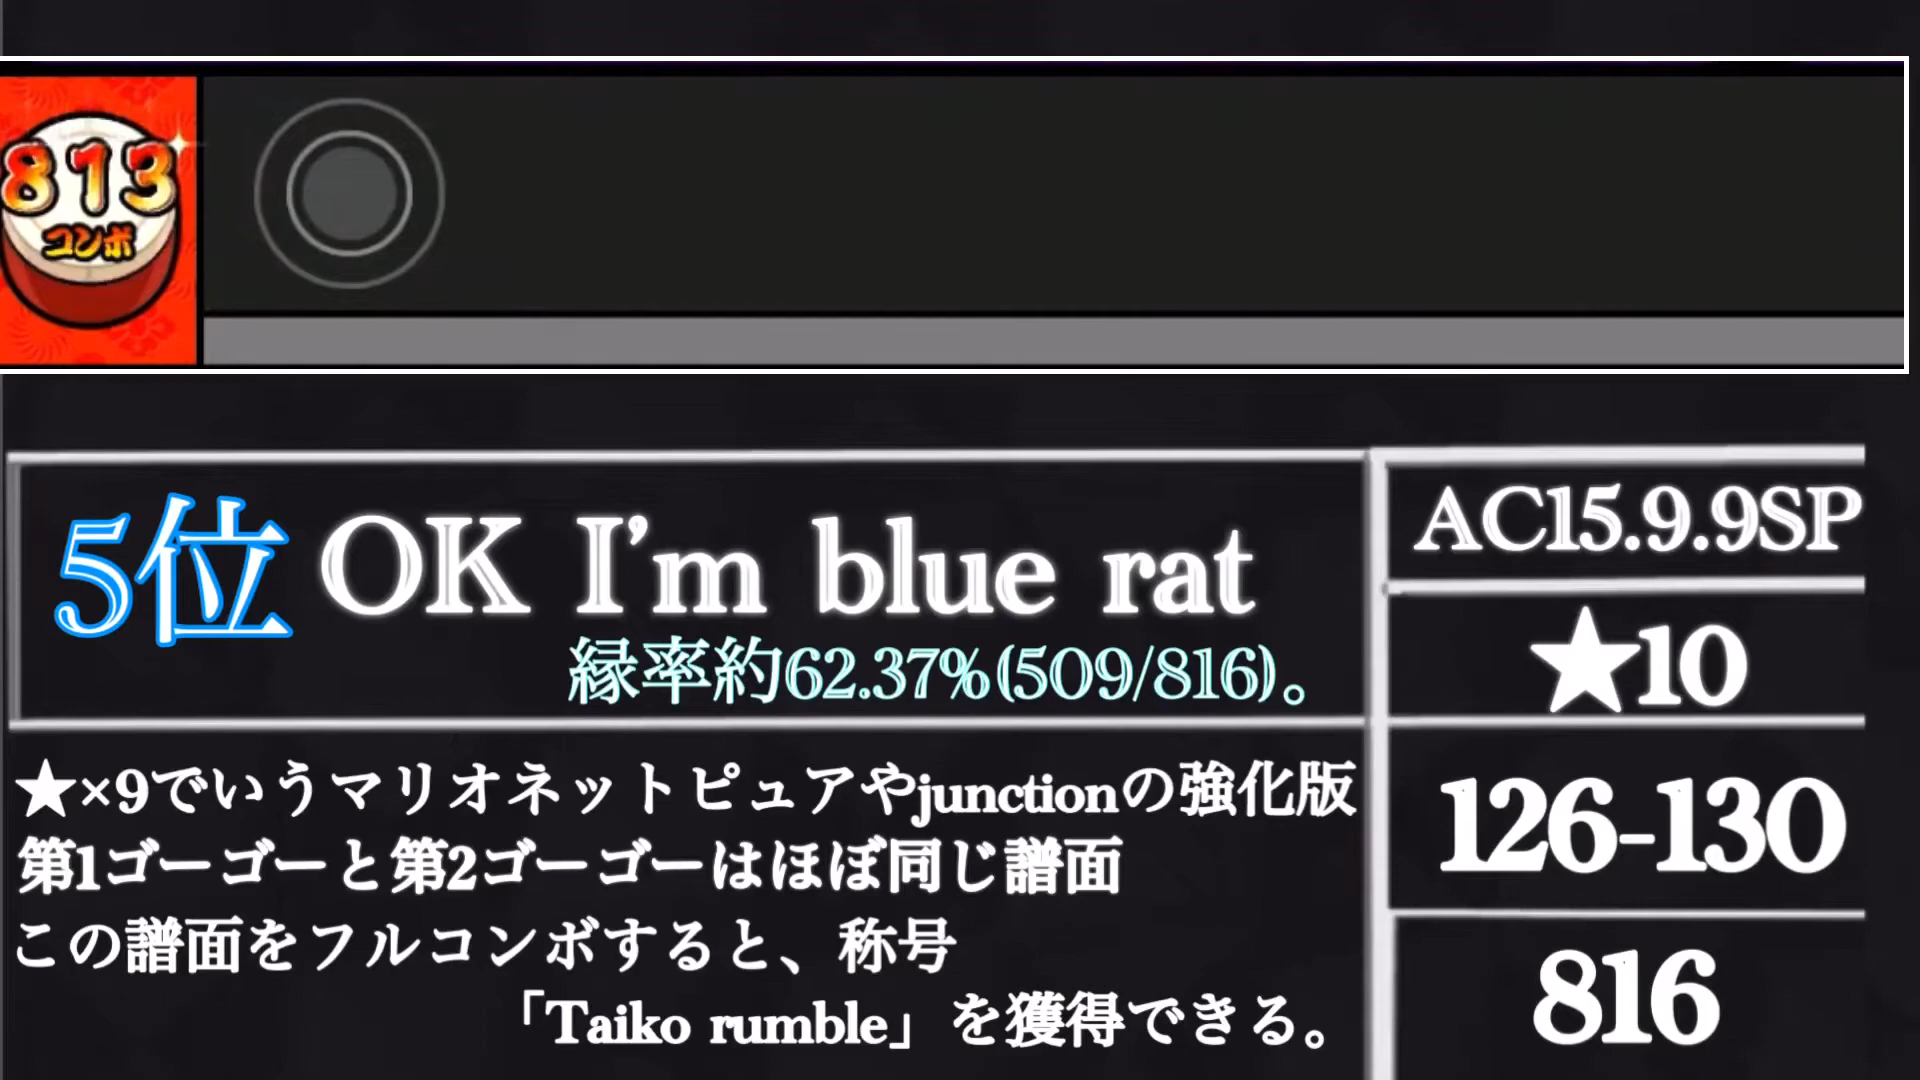 813
コンボ
5位 OK I'm blue rat
縁率約62.37%(509/816)。
AC15.9.9SP
★10
126-130
816
★×9でいうマリオネットピュアやjunctionの強化版
第1ゴーゴーと第2ゴーゴーはほぼ同じ譜面
この譜面をフルコンボすると、称号
「Taiko rumble」を獲得できる。